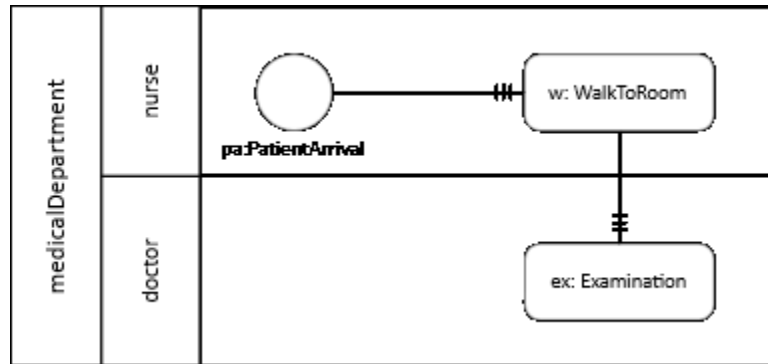 medicalDepartment
nurse
pa:PatientArrival
w: WalkToRoom
doctor
ex: Examination